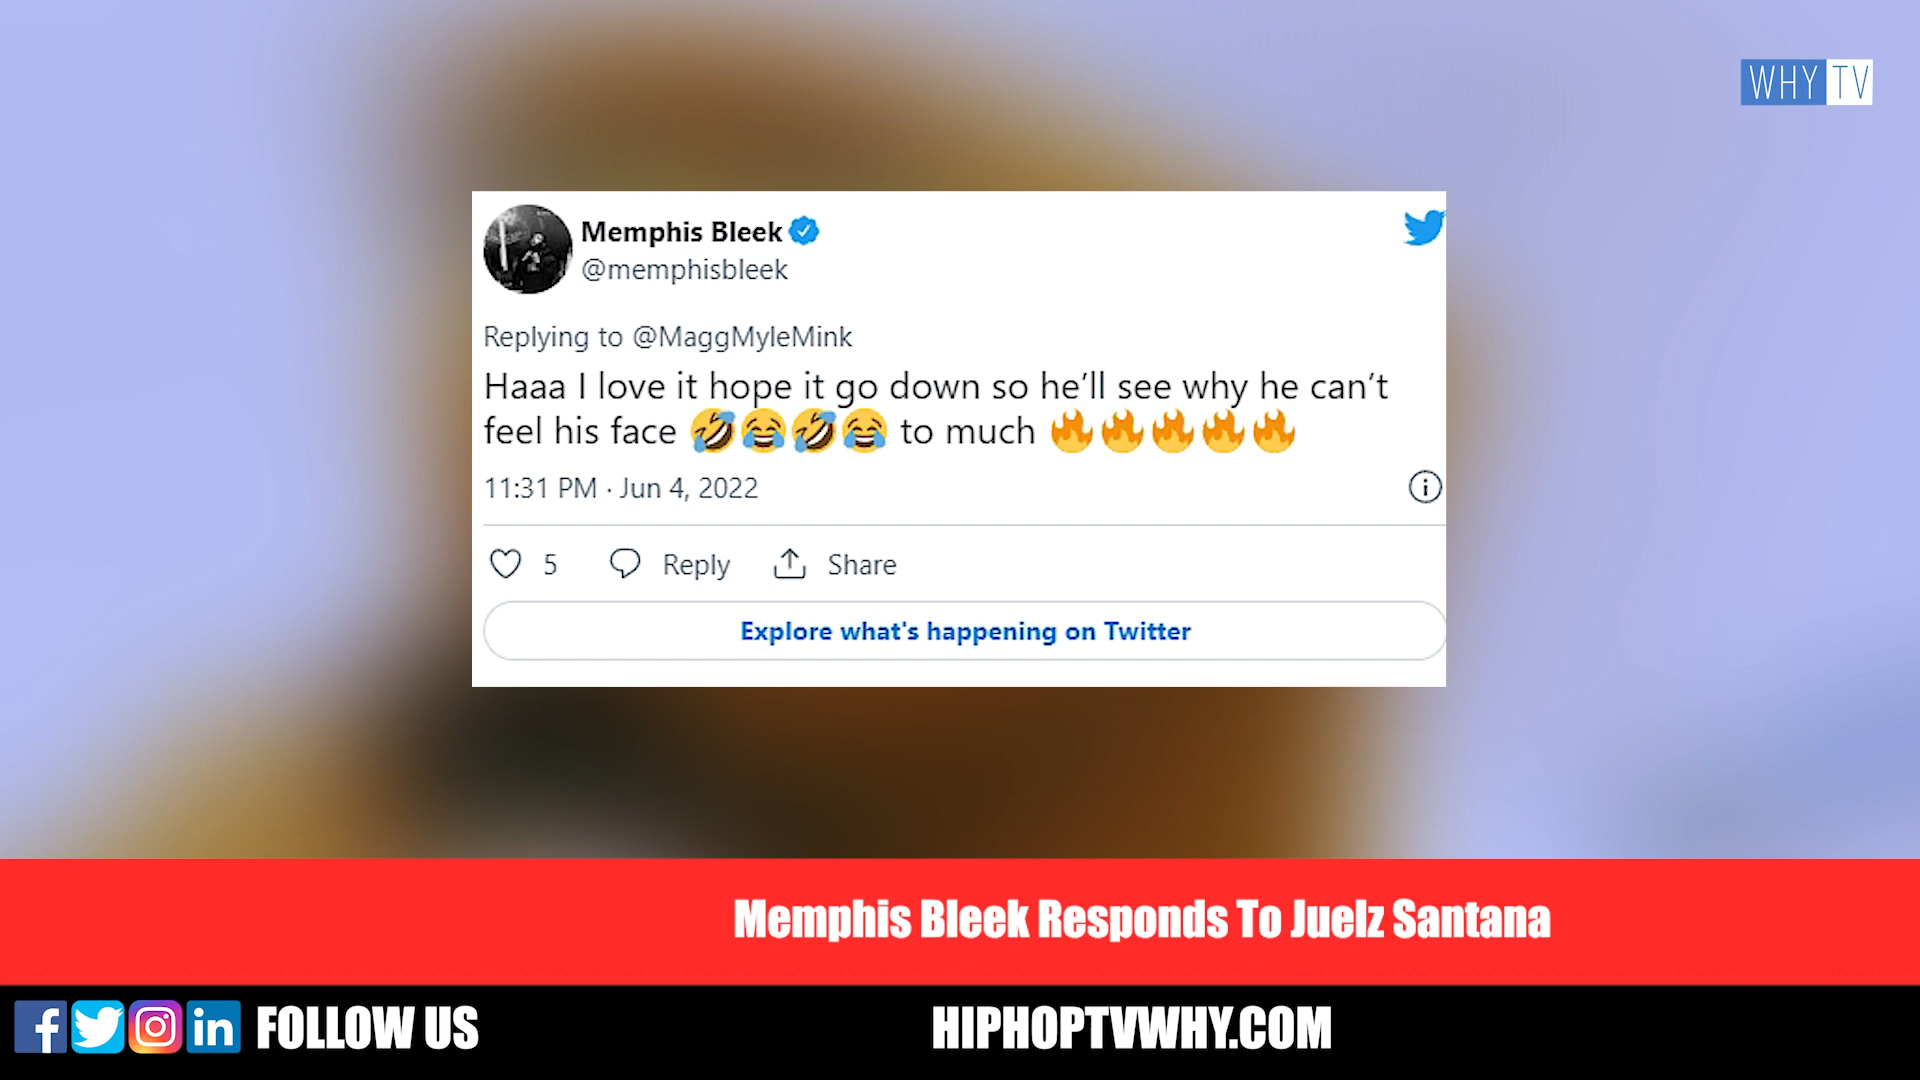 WHY TV
Memphis Bleek
@memphisbleek
Replying to @MaggMyleMink
Haaa I love it hope it go down so he’ll see why he can’t
feel his face 🤣😂🤣😂 to much 🔥🔥🔥🔥🔥
11:31 PM · Jun 4, 2022
5 Reply Share
Explore what's happening on Twitter
Memphis Bleek Responds To Juelz Santana
FOLLOW US HIPHOPTVWHY.COM